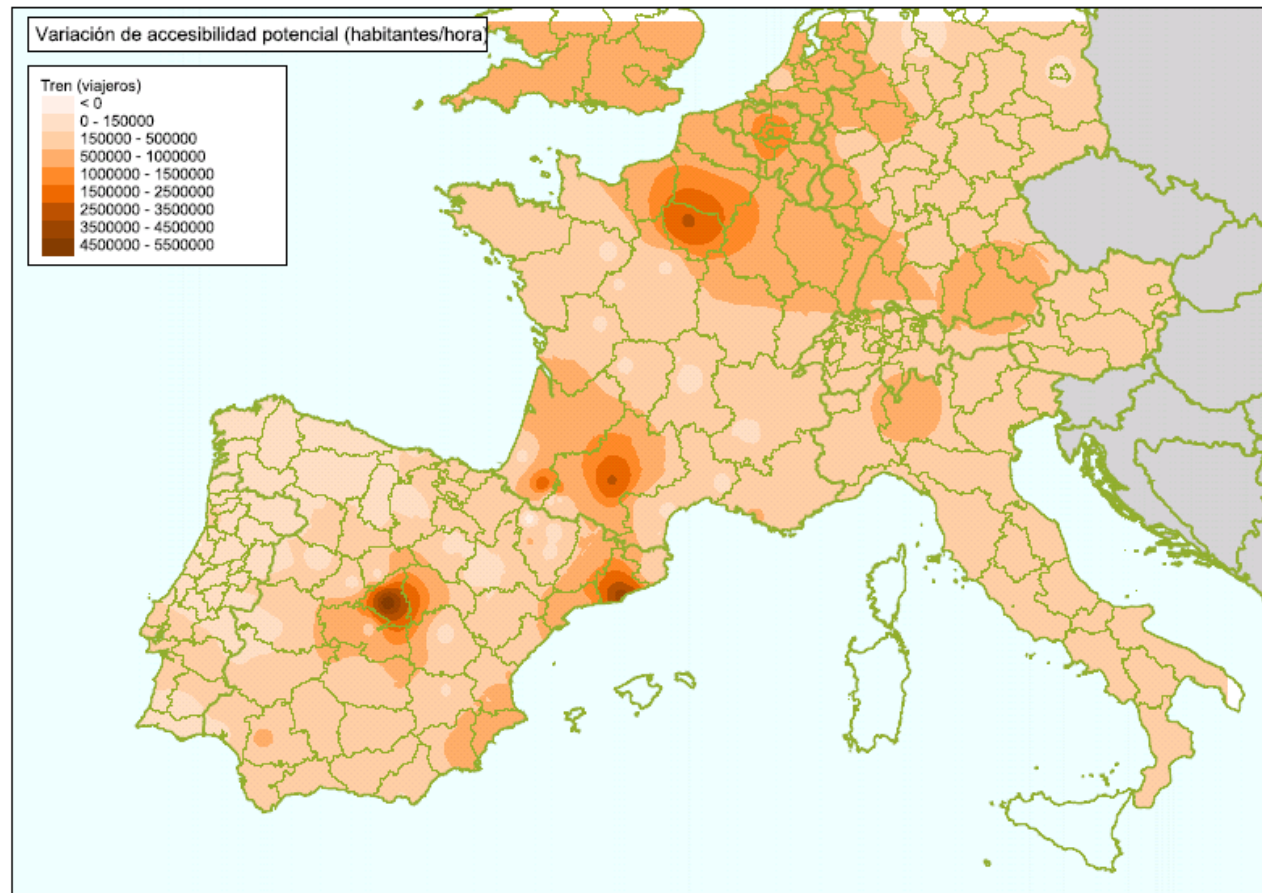 Variación de accesibilidad potencial (habitantes/hora)
Tren (viajeros)
< 0
0 - 150000
150000 - 500000
500000 - 1000000
1000000 - 1500000
1500000 - 2500000
2500000 - 3500000
3500000 - 4500000
4500000 - 5500000